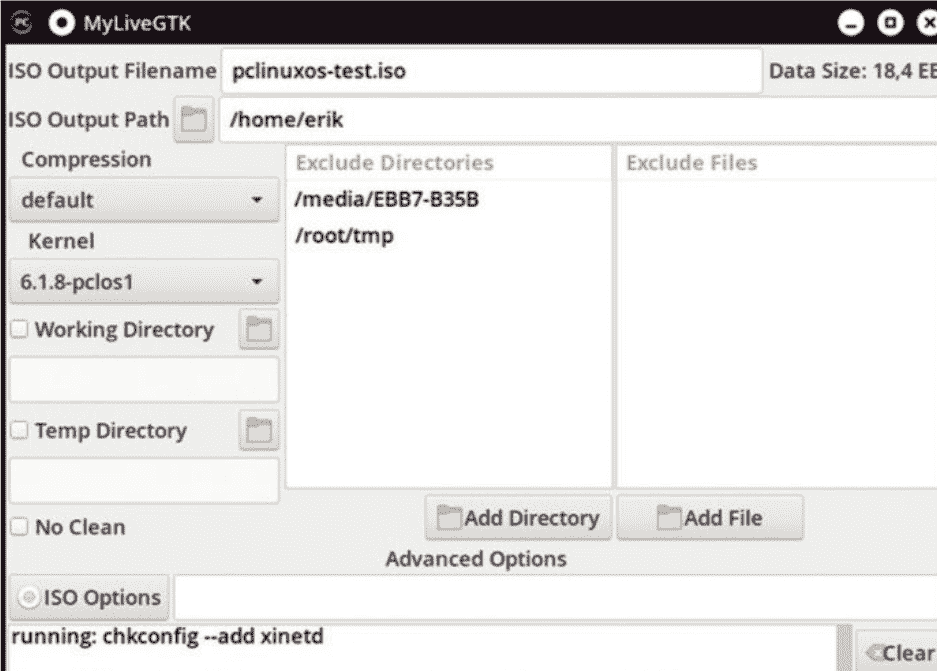 MyLiveGTK
ISO Output Filename pclinuxos-test.iso Data Size: 18,4 EB
ISO Output Path /home/erik
Compression
default
Kernel
6.1.8-pclos1
Working Directory
Temp Directory
No Clean
Exclude Directories
/media/EBB7-B35B
/root/tmp
Exclude Files
Add Directory
Add File
Advanced Options
ISO Options
running: chkconfig --add xinetd
Clear